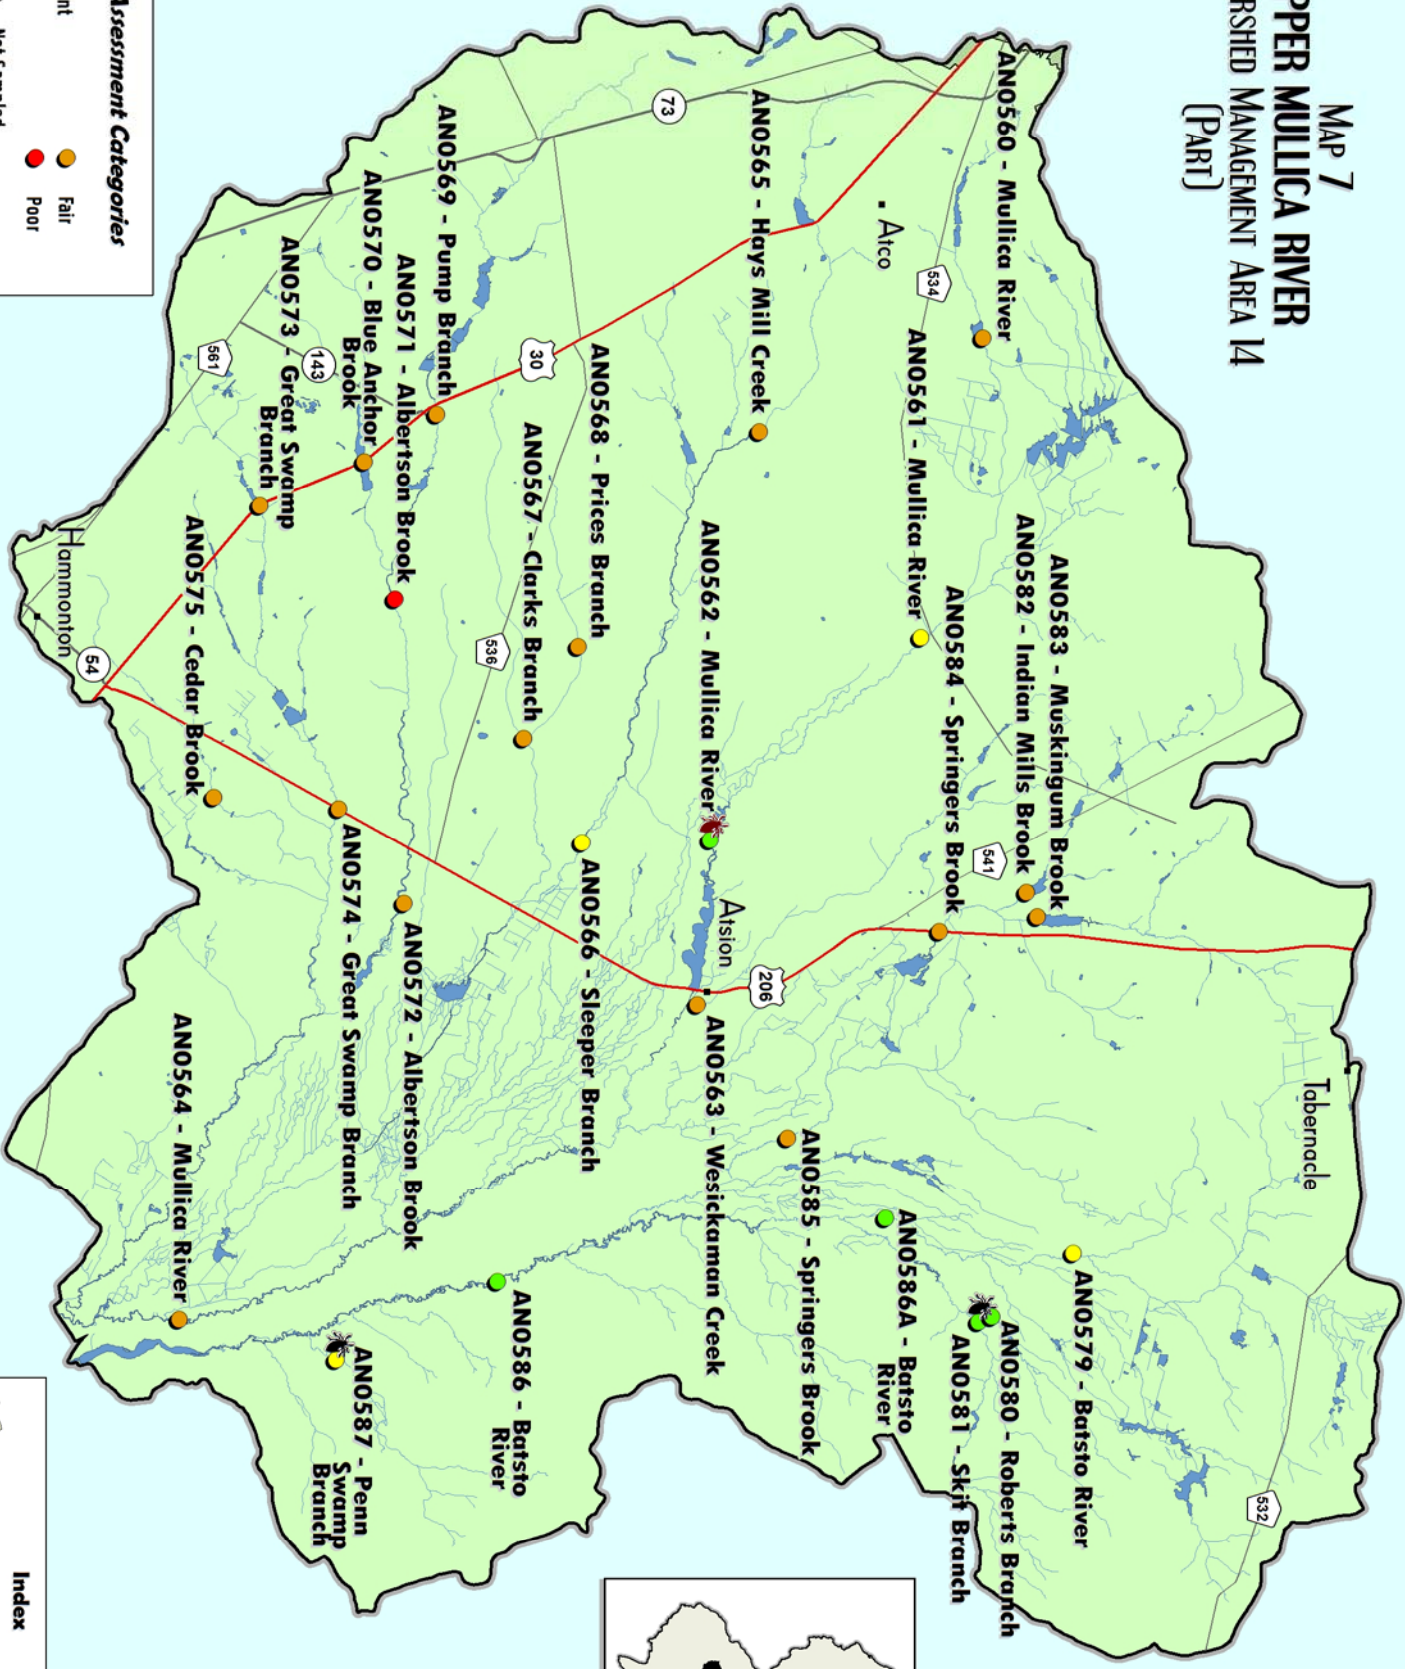 MAP 7
PPER MULLICA RIVER
RSHED MANAGEMENT AREA 14
(PART)
AN0560 - Mullica River
Atco
534
AN0561 - Mullica River
AN0565 - Hays Mill Creek
73
AN0583 - Muskingum Brook
AN0582 - Indian Mills Brook
AN0584 - Springers Brook
541
AN0562 - Mullica River
Atsion
206
AN0568 - Prices Branch
30
AN0567 - Clarks Branch
536
AN0569 - Pump Branch
AN0571 - Albertson Brook
AN0570 - Blue Anchor
Brook
143
AN0573 - Great Swamp
Branch
561
AN0575 - Cedar Brook
Hammonton
54
Tabernacle
532
AN0579 - Batsto River
AN0580 - Roberts Branch
AN0581 - Skit Branch
AN0586A - Batsto
River
AN0585 - Springers Brook
AN0563 - Wesickaman Creek
AN0566 - Sleeper Branch
AN0586 - Batsto
River
AN0572 - Albertson Brook
AN0574 - Great Swamp Branch
AN0587 - Penn
Swamp
Branch
AN0564 - Mullica River
Assessment Categories
nt
Fair
Poor
Not Sampled
Index